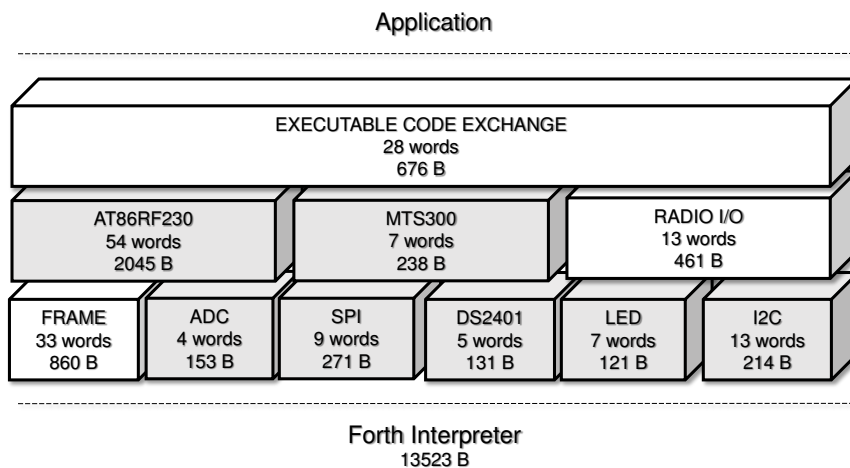 Application
EXECUTABLE CODE EXCHANGE
28 words
676 B
AT86RF230
54 words
2045 B
MTS300
7 words
238 B
RADIO I/O
13 words
461 B
FRAME
33 words
860 B
ADC
4 words
153 B
SPI
9 words
271 B
DS2401
5 words
131 B
LED
7 words
121 B
I2C
13 words
214 B
Forth Interpreter
13523 B